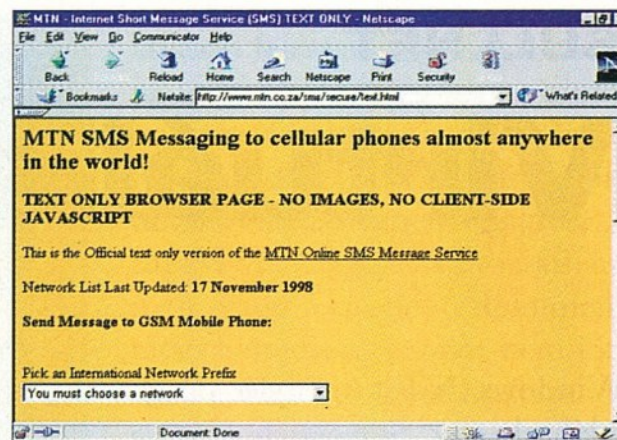 MTN - Internet Short Message Service (SMS) TEXT ONLY - Netscape
File Edit View Go Communicator Help
Back Reload Home Search Netscape Print Security
Bookmarks Netsite: http://www.mtn.co.za/sms/secure/text.html What's Related
MTN SMS Messaging to cellular phones almost anywhere
in the world!
TEXT ONLY BROWSER PAGE - NO IMAGES, NO CLIENT-SIDE
JAVASCRIPT
This is the Official text only version of the MTN Online SMS Message Service
Network List Last Updated: 17 November 1998
Send Message to GSM Mobile Phone:
Pick an International Network Prefix
You must choose a network
Document: Done